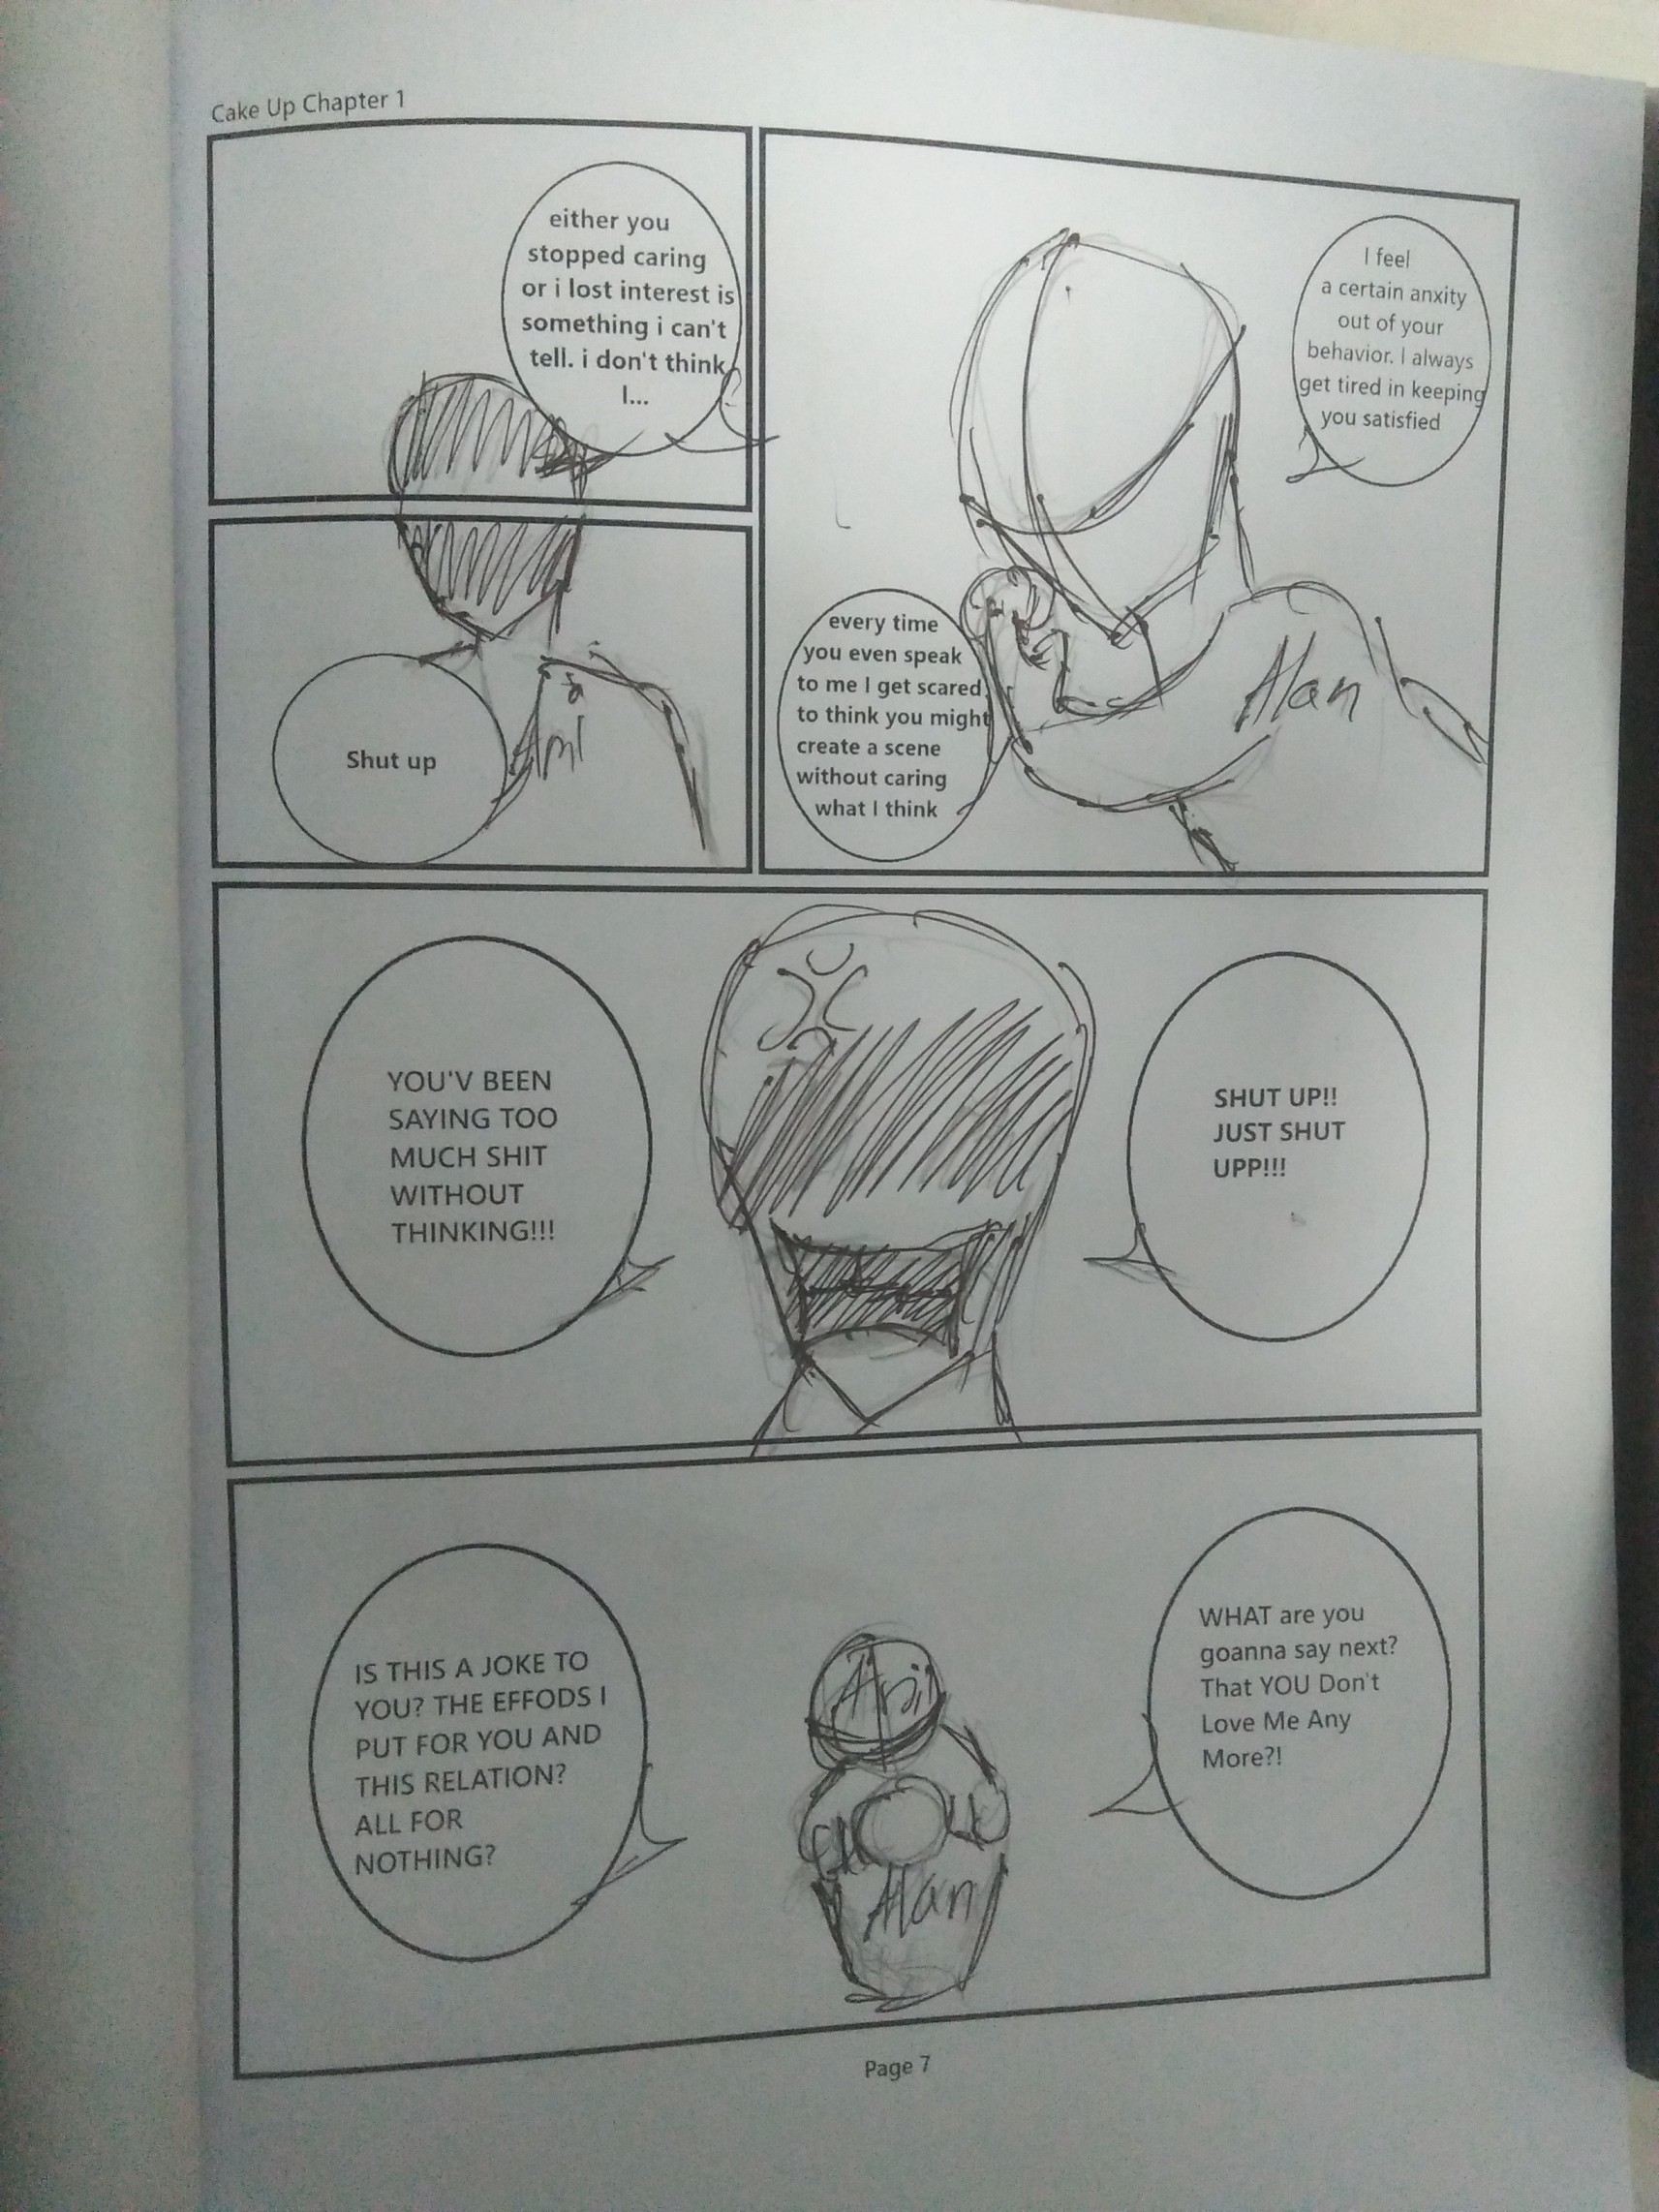 Cake Up Chapter 1
I feel
a certain anxity
out of your
behavior. I always
get tired in keeping
you satisfied
Alan
every time
you even speak
to me I get scared
to think you might
create a scene
without caring
what I think
either you
stopped caring
or i lost interest is
something i can't
tell. i don't think
I...
Shut up
SHUT UP!!
JUST SHUT
UPP!!!
YOU'V BEEN
SAYING TOO
MUCH SHIT
WITHOUT
THINKING!!!
WHAT are you
goanna say next?
That YOU Don't
Love Me Any
More?!
Alan
IS THIS A JOKE TO
YOU? THE EFFODS I
PUT FOR YOU AND
THIS RELATION?
ALL FOR
NOTHING?
Page 7